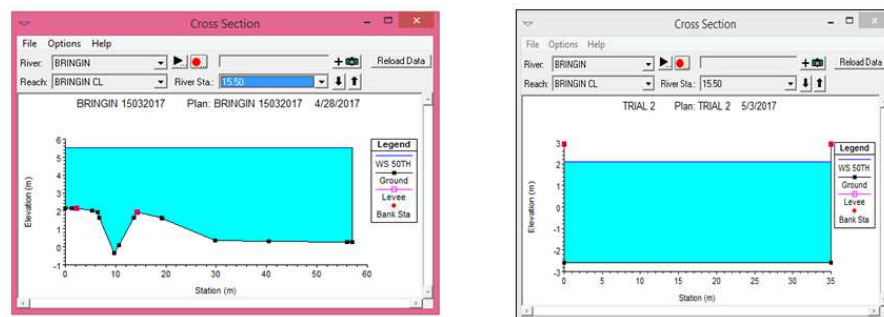 Cross Section
File Options Help
River: BRINGIN
Reload Data
Reach: BRINGIN CL River Sta.: 15.50
BRINGIN 15032017 Plan: BRINGIN 15032017 4/28/2017
Legend
WS 50TH
Ground
Levee
Bank Sta
Elevation (m)
6
5
4
3
2
1
0
-1
0 10 20 30 40 50 60
Station (m)
Cross Section
File Options Help
River: BRINGIN
Reload Data
Reach: BRINGIN CL River Sta.: 15.50
TRIAL 2 Plan: TRIAL 2 5/3/2017
Legend
WS 50TH
Ground
Levee
Bank Sta
Elevation (m)
3
2
1
0
-1
-2
-3
0 5 10 15 20 25 30 35
Station (m)